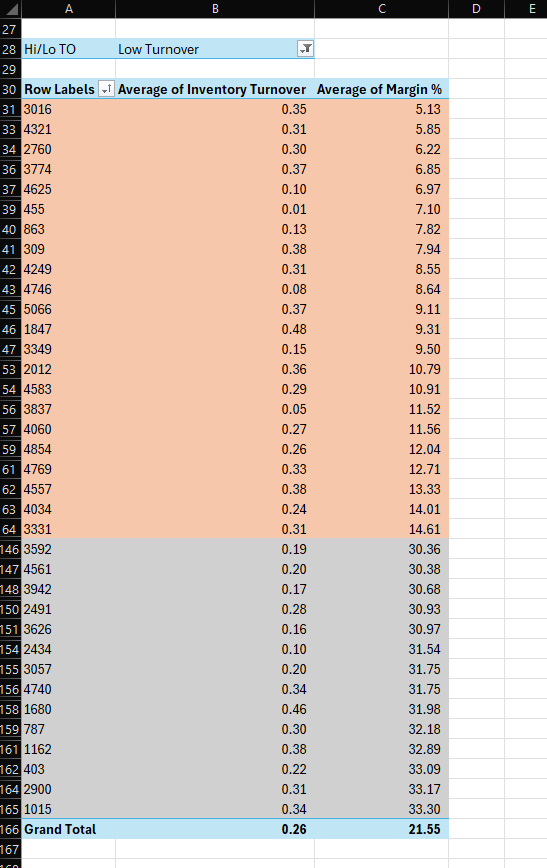 A B C D E
27
28 Hi/Lo TO Low Turnover
29
30 Row Labels Average of Inventory Turnover Average of Margin %
31 3016 0.35 5.13
33 4321 0.31 5.85
34 2760 0.30 6.22
36 3774 0.37 6.85
37 4625 0.10 6.97
39 455 0.01 7.10
40 863 0.13 7.82
41 309 0.38 7.94
42 4249 0.31 8.55
43 4746 0.08 8.64
45 5066 0.37 9.11
46 1847 0.48 9.31
47 3349 0.15 9.50
53 2012 0.36 10.79
54 4583 0.29 10.91
56 3837 0.05 11.52
57 4060 0.27 11.56
59 4854 0.26 12.04
61 4769 0.33 12.71
62 4557 0.38 13.33
63 4034 0.24 14.01
64 3331 0.31 14.61
146 3592 0.19 30.36
147 4561 0.20 30.38
148 3942 0.17 30.68
150 2491 0.28 30.93
151 3626 0.16 30.97
154 2434 0.10 31.54
155 3057 0.20 31.75
156 4740 0.34 31.75
158 1680 0.46 31.98
159 787 0.30 32.18
161 1162 0.38 32.89
162 403 0.22 33.09
164 2900 0.31 33.17
165 1015 0.34 33.30
166 Grand Total 0.26 21.55
167